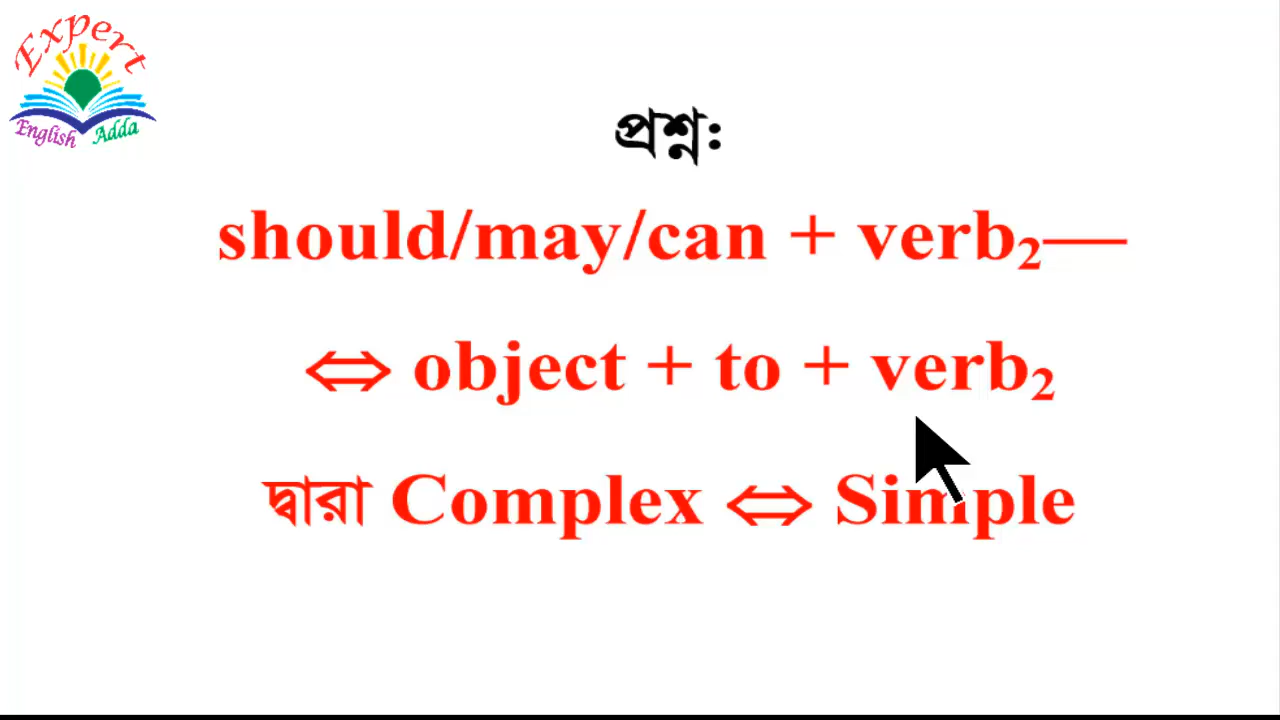 Expert
English Adda
প্রশ্ন:
should/may/can + verb₂—
⇔ object + to + verb₂
দ্বারা Complex ⇔ Simple